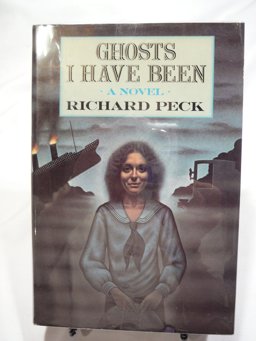 GHOSTS
I HAVE BEEN
· A NOVEL ·
RICHARD PECK